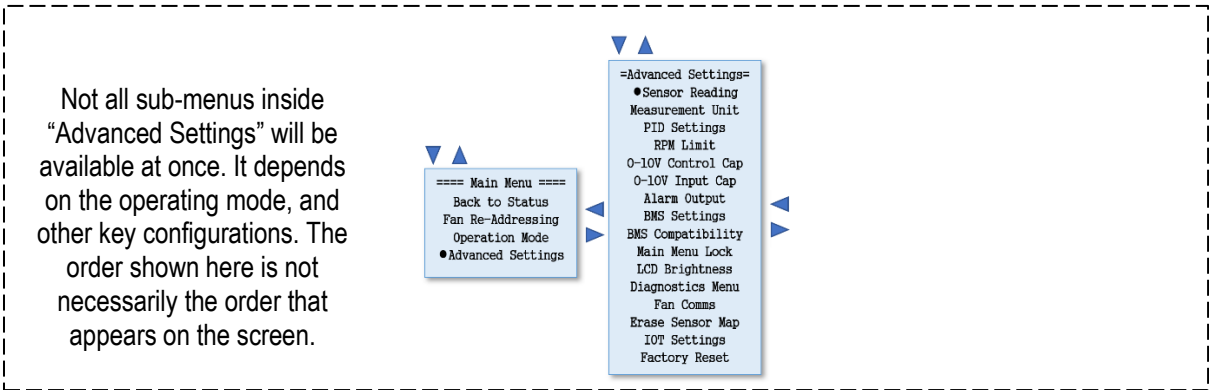 Not all sub-menus inside
“Advanced Settings” will be
available at once. It depends
on the operating mode, and
other key configurations. The
order shown here is not
necessarily the order that
appears on the screen.
==== Main Menu ====
Back to Status
Fan Re-Addressing
Operation Mode
●Advanced Settings
=Advanced Settings=
●Sensor Reading
Measurement Unit
PID Settings
RPM Limit
0-10V Control Cap
0-10V Input Cap
Alarm Output
BMS Settings
BMS Compatibility
Main Menu Lock
LCD Brightness
Diagnostics Menu
Fan Comms
Erase Sensor Map
IOT Settings
Factory Reset